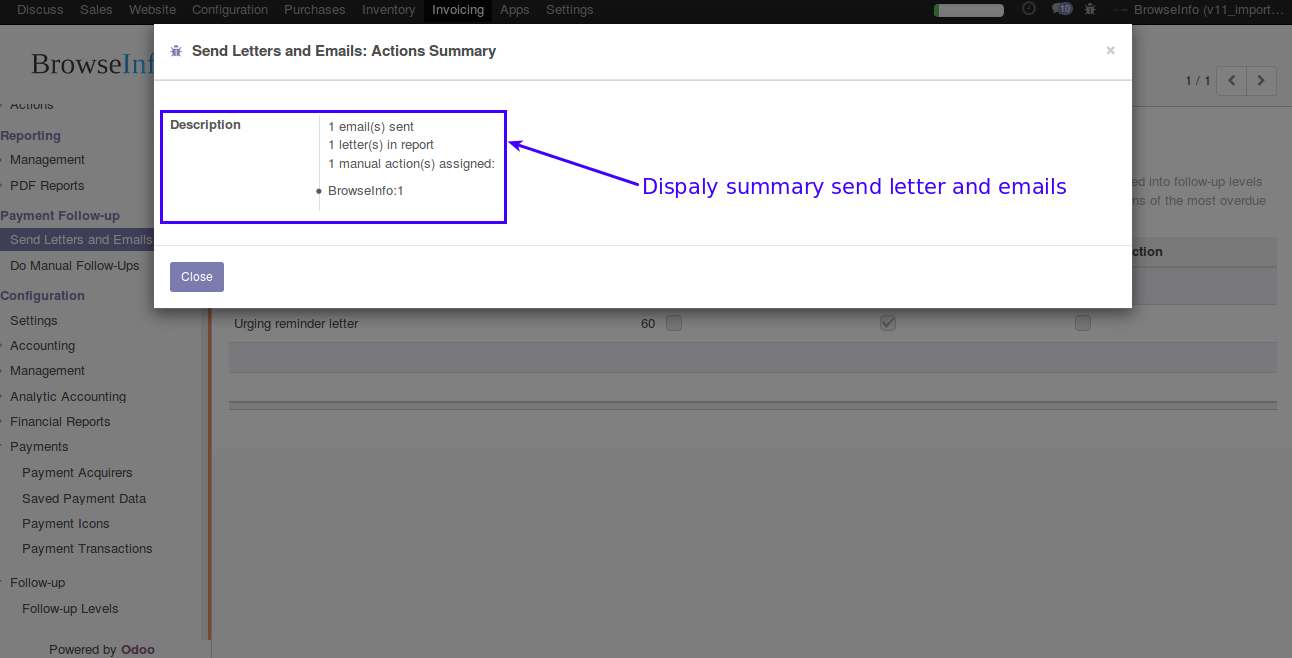 Discuss Sales Website Configuration Purchases Inventory Invoicing Apps Settings 10 BrowseInfo (v11_import...
Send Letters and Emails: Actions Summary ×
BrowseInf
1 / 1
Actions
Reporting
Management
PDF Reports
Payment Follow-up
Send Letters and Emails
Do Manual Follow-Ups
Configuration
Settings
Accounting
Management
Analytic Accounting
Financial Reports
Payments
Payment Acquirers
Saved Payment Data
Payment Icons
Payment Transactions
Follow-up
Follow-up Levels
Powered by Odoo
Description
1 email(s) sent
1 letter(s) in report
1 manual action(s) assigned:
• BrowseInfo:1
Dispaly summary send letter and emails
Close
ed into follow-up levels
ns of the most overdue
ction
Urging reminder letter 60